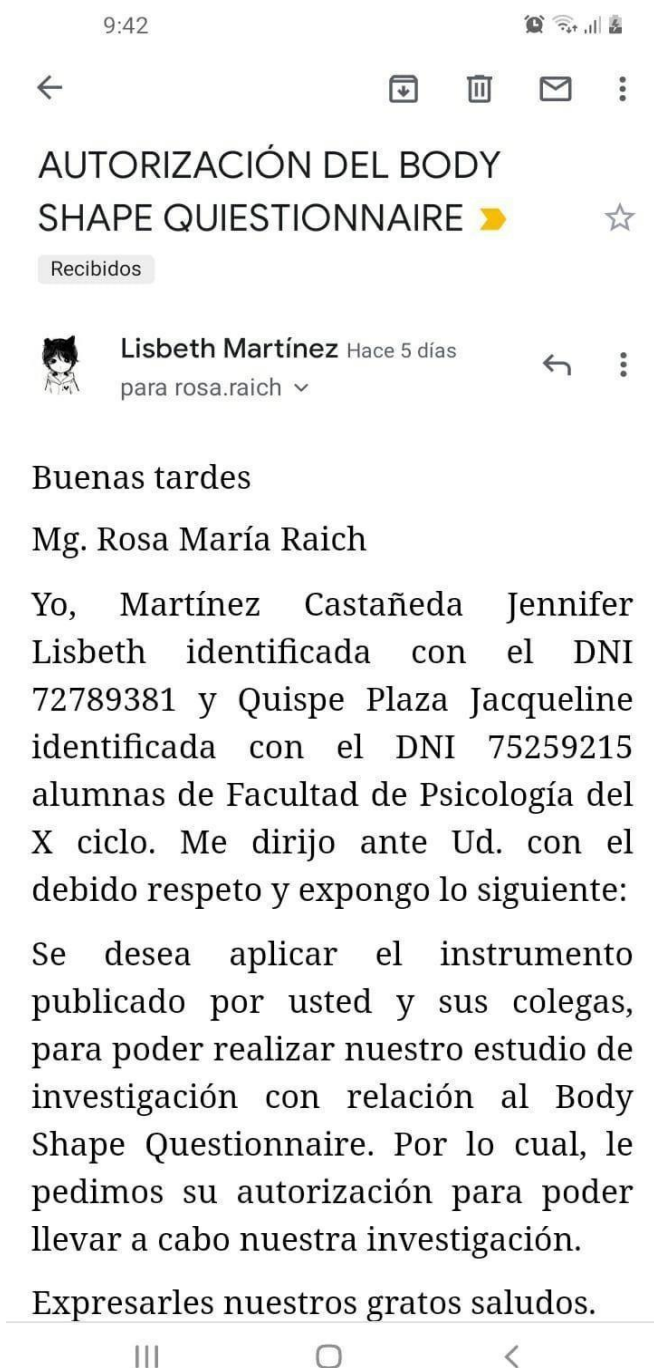 9:42
AUTORIZACIÓN DEL BODY
SHAPE QUIESTIONNAIRE
Recibidos
Lisbeth Martínez Hace 5 días
para rosa.raich
Buenas tardes
Mg. Rosa María Raich
Yo, Martínez Castañeda Jennifer
Lisbeth identificada con el DNI
72789381 y Quispe Plaza Jacqueline
identificada con el DNI 75259215
alumnas de Facultad de Psicología del
X ciclo. Me dirijo ante Ud. con el
debido respeto y expongo lo siguiente:
Se desea aplicar el instrumento
publicado por usted y sus colegas,
para poder realizar nuestro estudio de
investigación con relación al Body
Shape Questionnaire. Por lo cual, le
pedimos su autorización para poder
llevar a cabo nuestra investigación.
Expresarles nuestros gratos saludos.